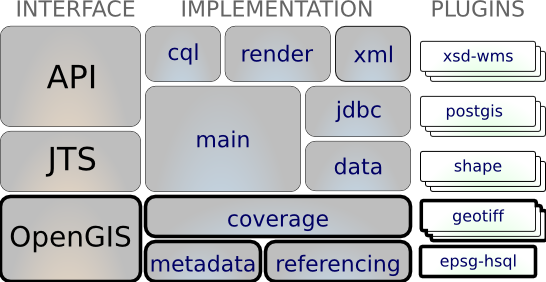 INTERFACE IMPLEMENTATION PLUGINS
API cql render xml xsd-wms
main jdbc postgis
JTS data shape
OpenGIS coverage geotiff
metadata referencing epsg-hsql